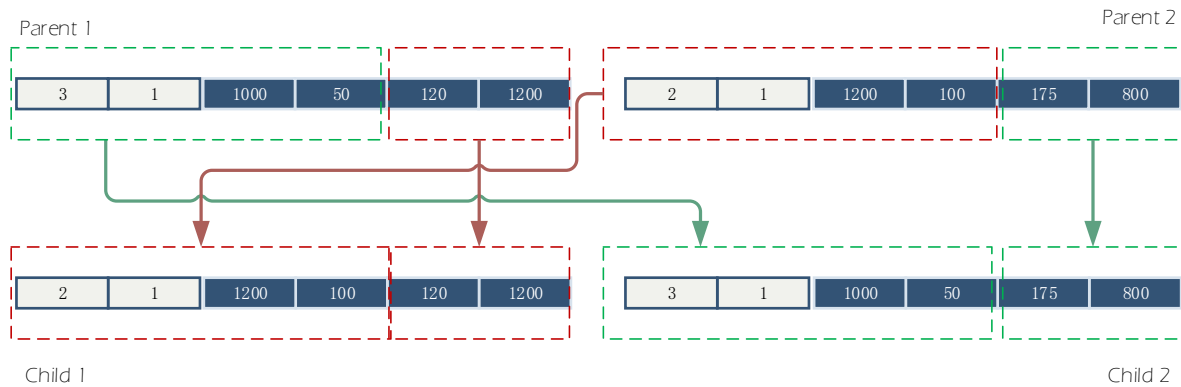 Parent 1
Parent 2
3 1 1000 50 120 1200
2 1 1200 100 175 800
2 1 1200 100 120 1200
3 1 1000 50 175 800
Child 1
Child 2